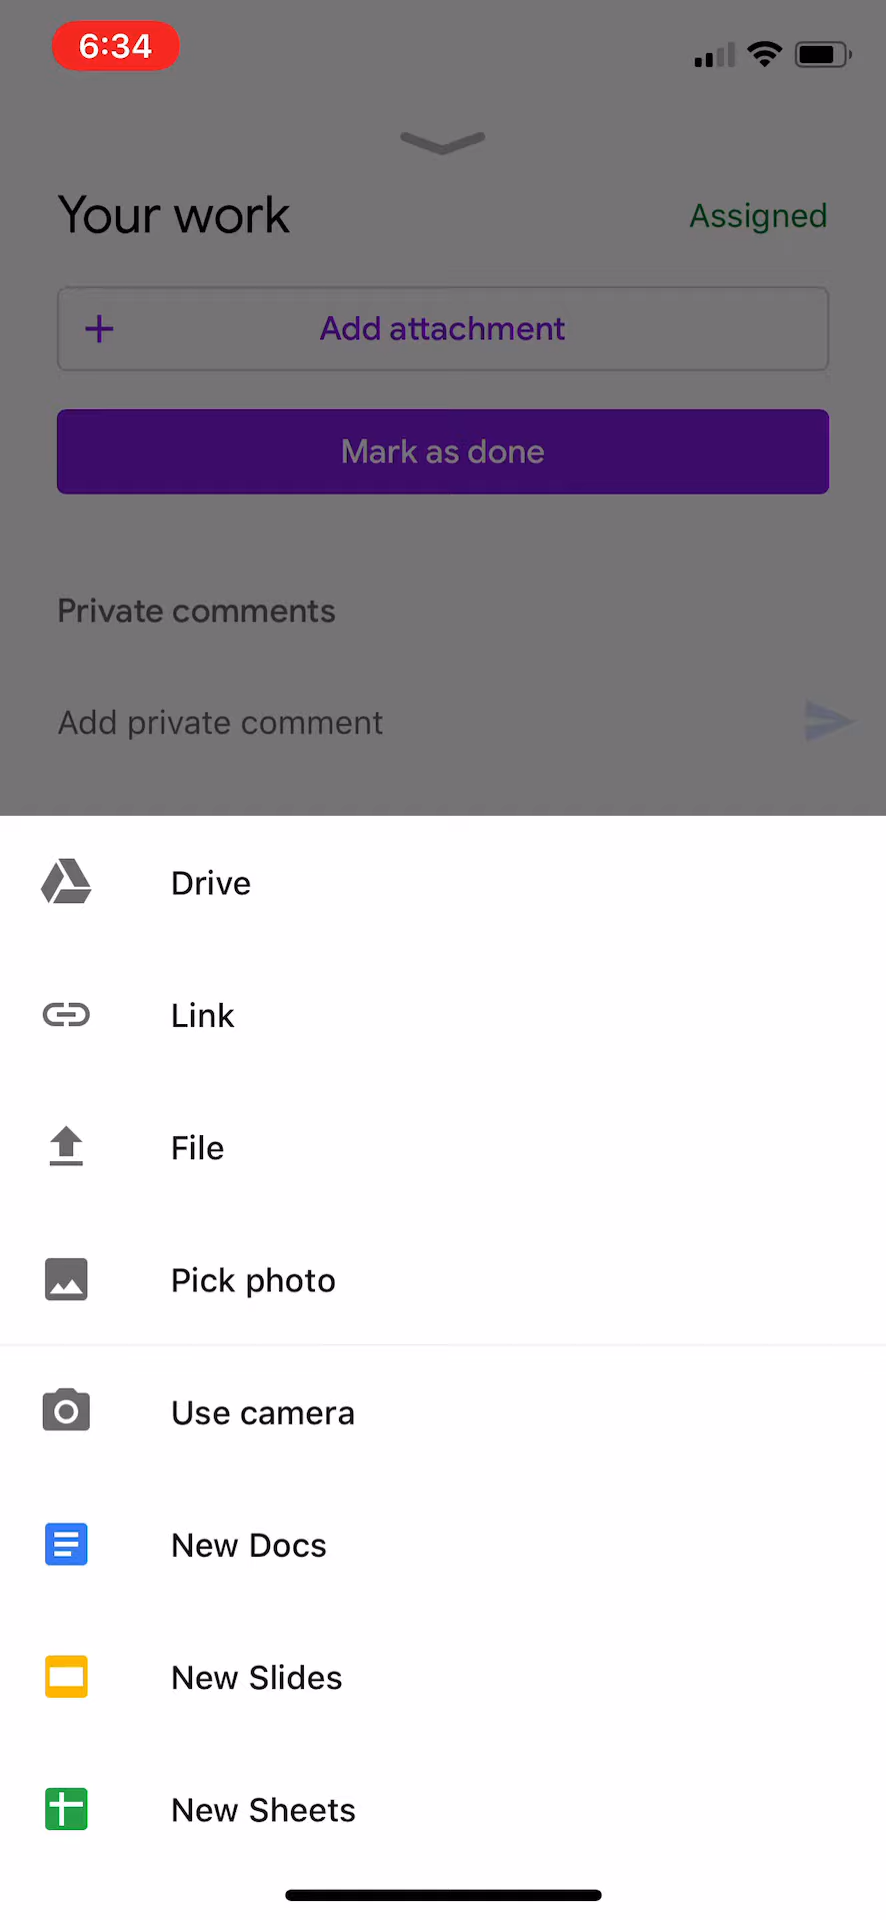 6:34
Your work
Assigned
Add attachment
Mark as done
Private comments
Add private comment
Drive
Link
File
Pick photo
Use camera
New Docs
New Slides
New Sheets